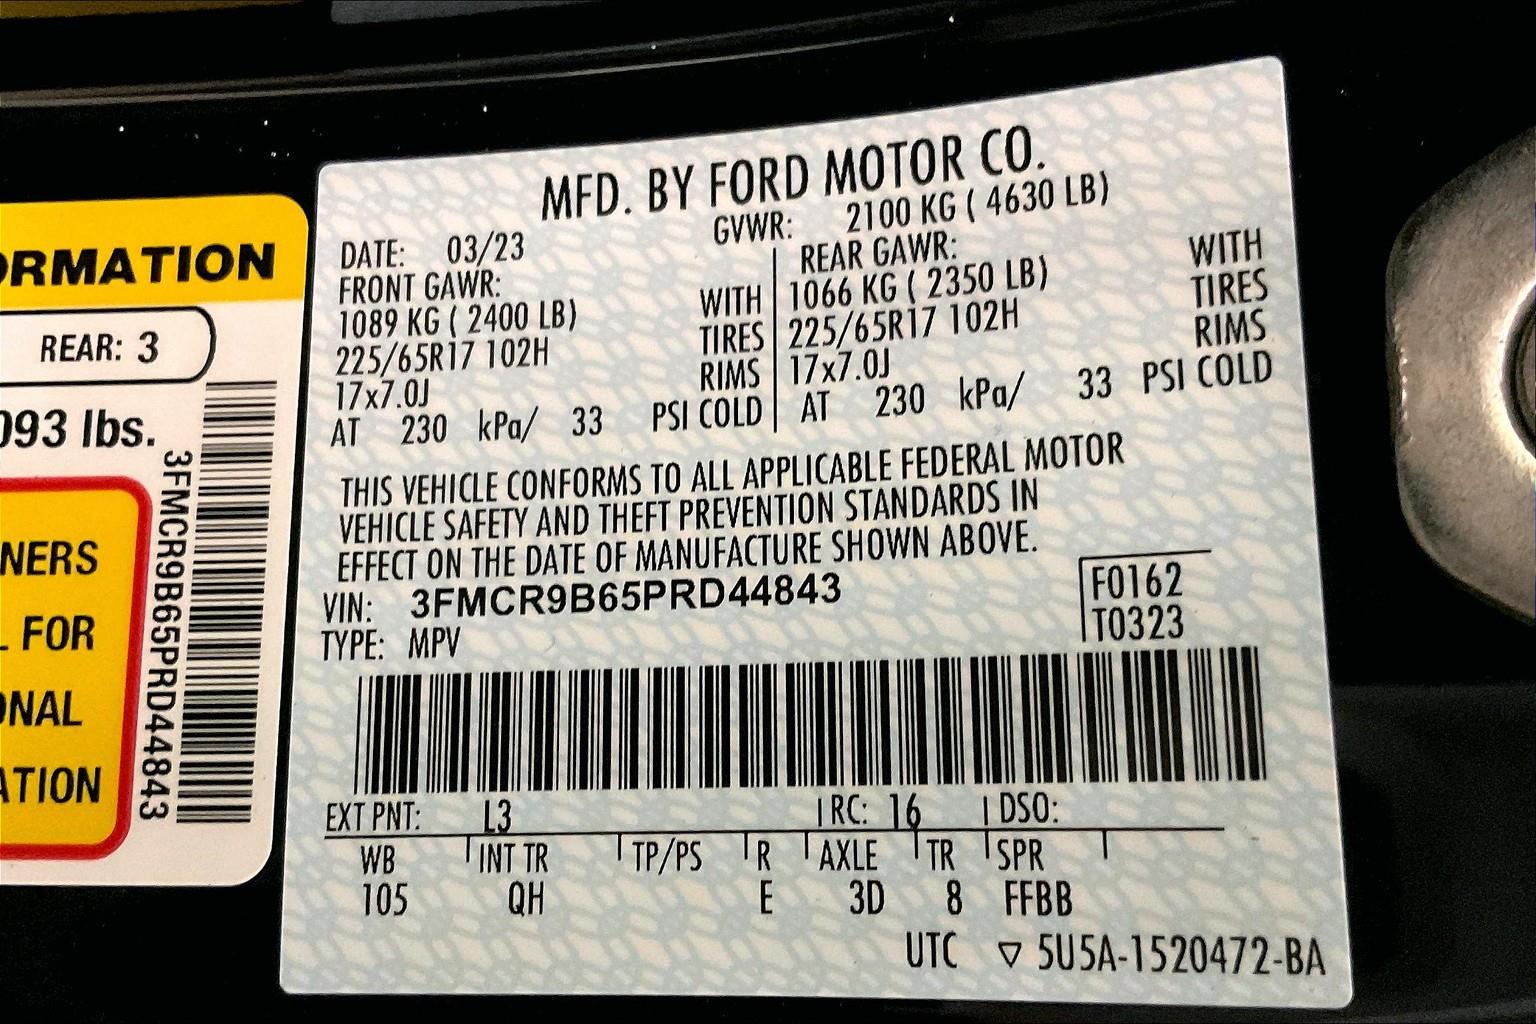 ORMATION
REAR: 3
093 lbs.
NERS
L FOR
ONAL
ATION
3FMCR9B65PRD44843
MFD. BY FORD MOTOR CO.
DATE: 03/23 GVWR: 2100 KG ( 4630 LB)
FRONT GAWR: REAR GAWR: WITH
1089 KG ( 2400 LB) WITH 1066 KG ( 2350 LB) TIRES
225/65R17 102H TIRES 225/65R17 102H RIMS
17x7.0J RIMS 17x7.0J
AT 230 kPa/ 33 PSI COLD AT 230 kPa/ 33 PSI COLD
THIS VEHICLE CONFORMS TO ALL APPLICABLE FEDERAL MOTOR
VEHICLE SAFETY AND THEFT PREVENTION STANDARDS IN
EFFECT ON THE DATE OF MANUFACTURE SHOWN ABOVE.
VIN: 3FMCR9B65PRD44843 F0162
TYPE: MPV T0323
EXT PNT: L3 RC: 16 DSO:
WB INT TR TP/PS R AXLE TR SPR
105 QH E 3D 8 FFBB
UTC ▽ 5U5A-1520472-BA